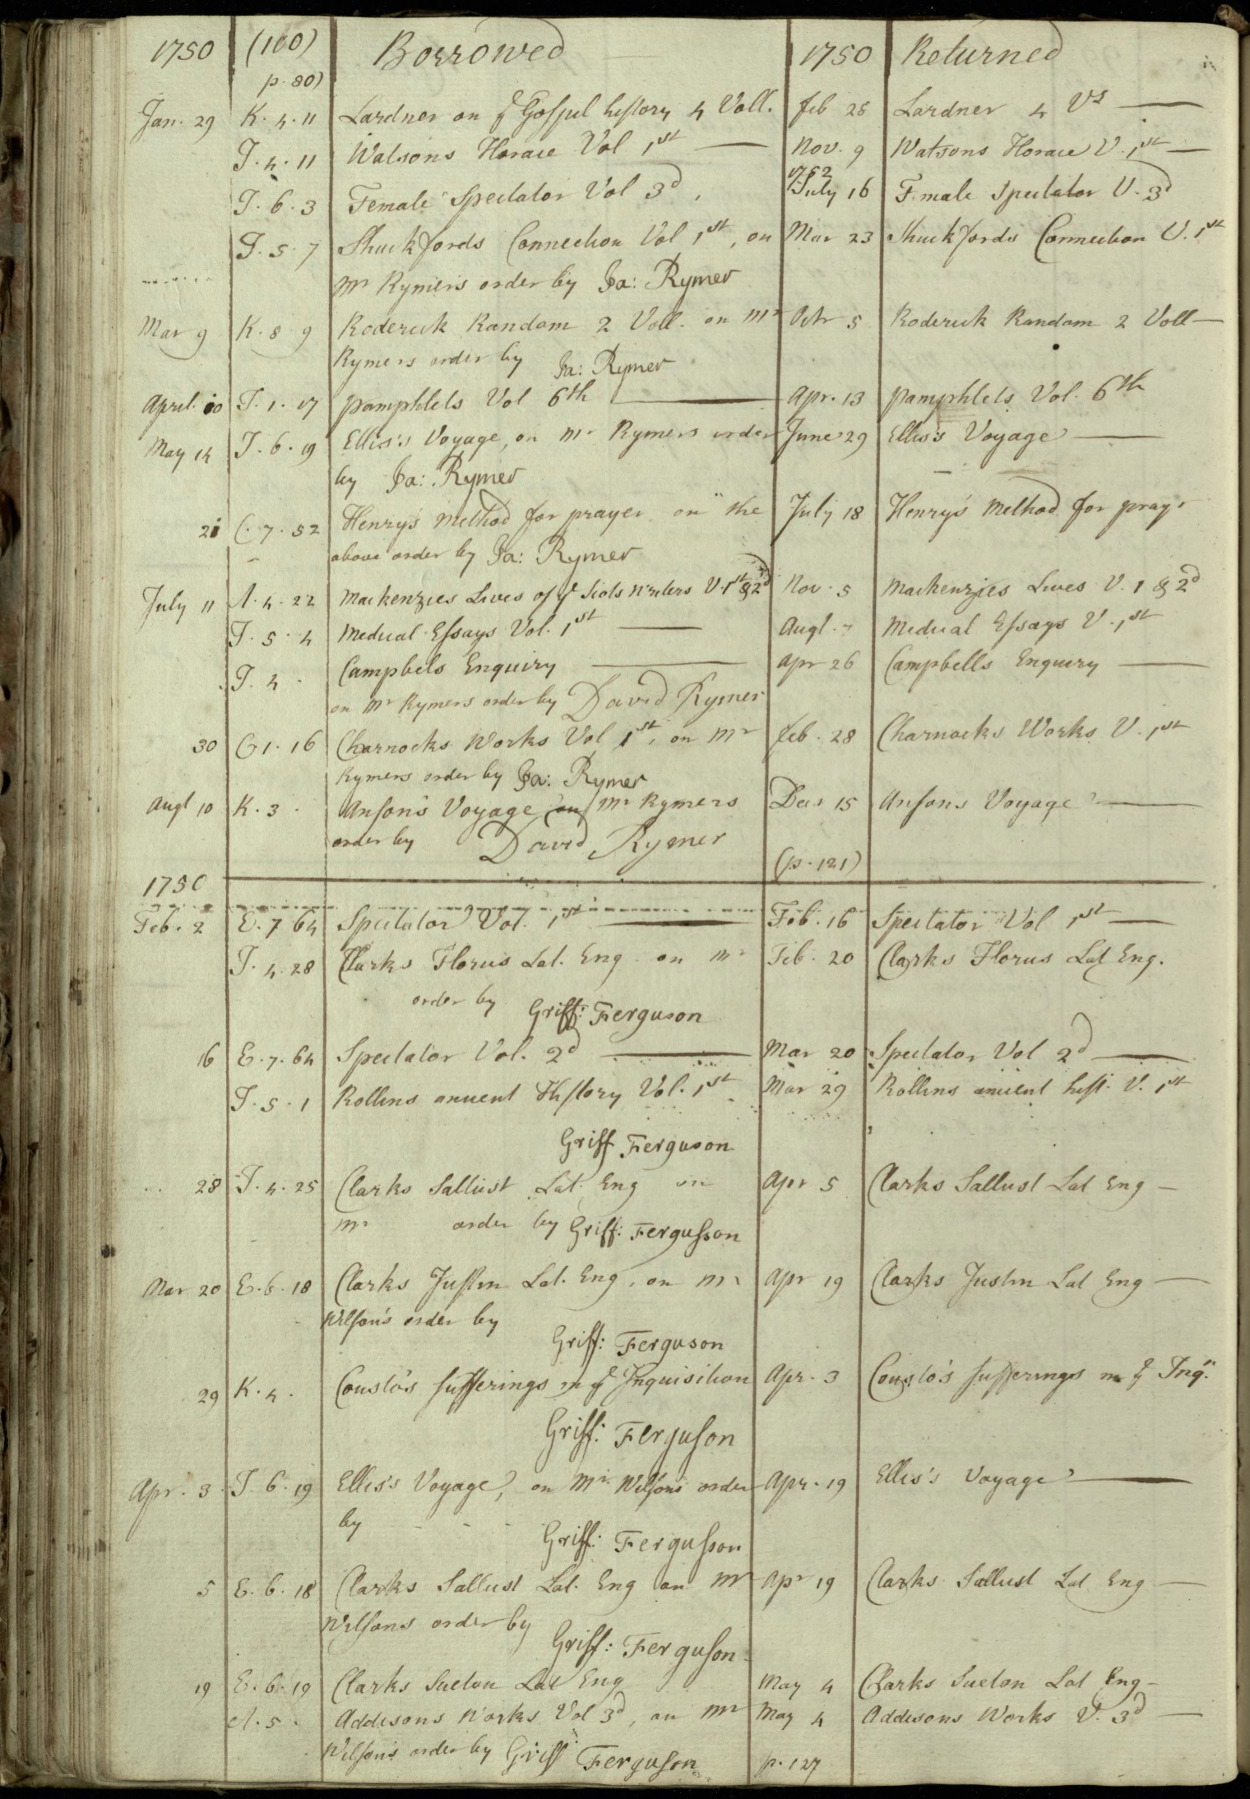 1750 (100) Borrowed 1750 Returned
p. 80)
Jan. 29 K. 4. 11 Lardner on ye Gospel history 4 Voll. feb 28 Lardner 4 Vs
J. 4. 11 Watsons Horace Vol 1st Nov. 9 Watsons Horace V. 1st
1752
J. 6. 3 Female Spectator Vol 3d July 16 Female Spectator V. 3d
J. 5. 7 Shuckfords Connection Vol 1st, on Mar 23 Shuckfords Connection V. 1st
Mr Rymers order by Ja: Rymer
Mar 9 K. 8 9 Roderick Random 2 Voll. on Mr Octr 5 Roderick Random 2 Voll
Rymers order by Ja: Rymer
April 10 J. 1. 17 pamphlets Vol 6th Apr. 13 pamphlets Vol. 6th
May 14 J. 6. 19 Ellis's Voyage, on Mr Rymers order June 29 Ellis's Voyage
by Ja: Rymer
21 C. 7. 52 Henrys Method for prayer on the July 18 Henry's Method for prayr
above order by Ja: Rymer
July 11 A. 4. 22 Mackenzies Lives of ye Scots Writers V. 1st & 2d Nov. 5 Mackenzies Lives V. 1 & 2d
J. 5. 4 Medical Essays Vol. 1st Augt. 7 Medical Essays V. 1st
J. 4. Campbels Enquiry Apr 26 Campbells Enquiry
on Mr Rymers order by David Rymer
30 G 1. 16 Charnocks Works Vol 1st, on Mr feb. 28 Charnocks Works V. 1st
Rymers order by Ja: Rymer
Augt 10 K. 3. Ansons Voyage on Mr Rymers Decr 15 Ansons Voyage
order by David Rymer
(p. 121)
1750
Feb. 2 E. 7 64 Spectator Vol. 1st Feb. 16 Spectator Vol 1st
J. 4. 28 Clarks Florus Lat. Eng. on Mr Feb. 20 Clarks Florus Lat Eng.
order by Griff: Ferguson
16 E. 7. 64 Spectator Vol. 2d Mar 20 Spectator Vol 2d
J. 5. 1 Rollins ancient History Vol. 1st Mar 29 Rollins ancient hist. V. 1st
Griff Ferguson
28 J. 4. 25 Clarks Sallust Lat Eng on Apr 5 Clarks Sallust Lat Eng
Mr order by Griff: Fergusson
Mar 20 E. 6. 18 Clarks Justin Lat. Eng. on Mr Apr 19 Clarks Justin Lat Eng
Wilson's order by
Griff: Ferguson
29 K. 4. Cousto's sufferings in ye Inquisition Apr. 3 Cousto's sufferings in ye Inqn.
Griff: Ferguson
Apr. 3 J. 6. 19 Ellis's Voyage, on Mr Wilsons order Apr. 19 Ellis's Voyage
by Griff: Fergusson
5 E. 6. 18 Clarks Sallust Lat. Eng on Mr Apr 19 Clarks Sallust Lat Eng
Wilsons order by
Griff: Ferguson
19 E. 6. 19 Clarks Sueton Lat Eng May 4 Clarks Sueton Lat Eng
A. 5. Addisons Works Vol 3d, on Mr May 4 Addisons Works V. 3d
Wilsons order by Griff Ferguson p. 127